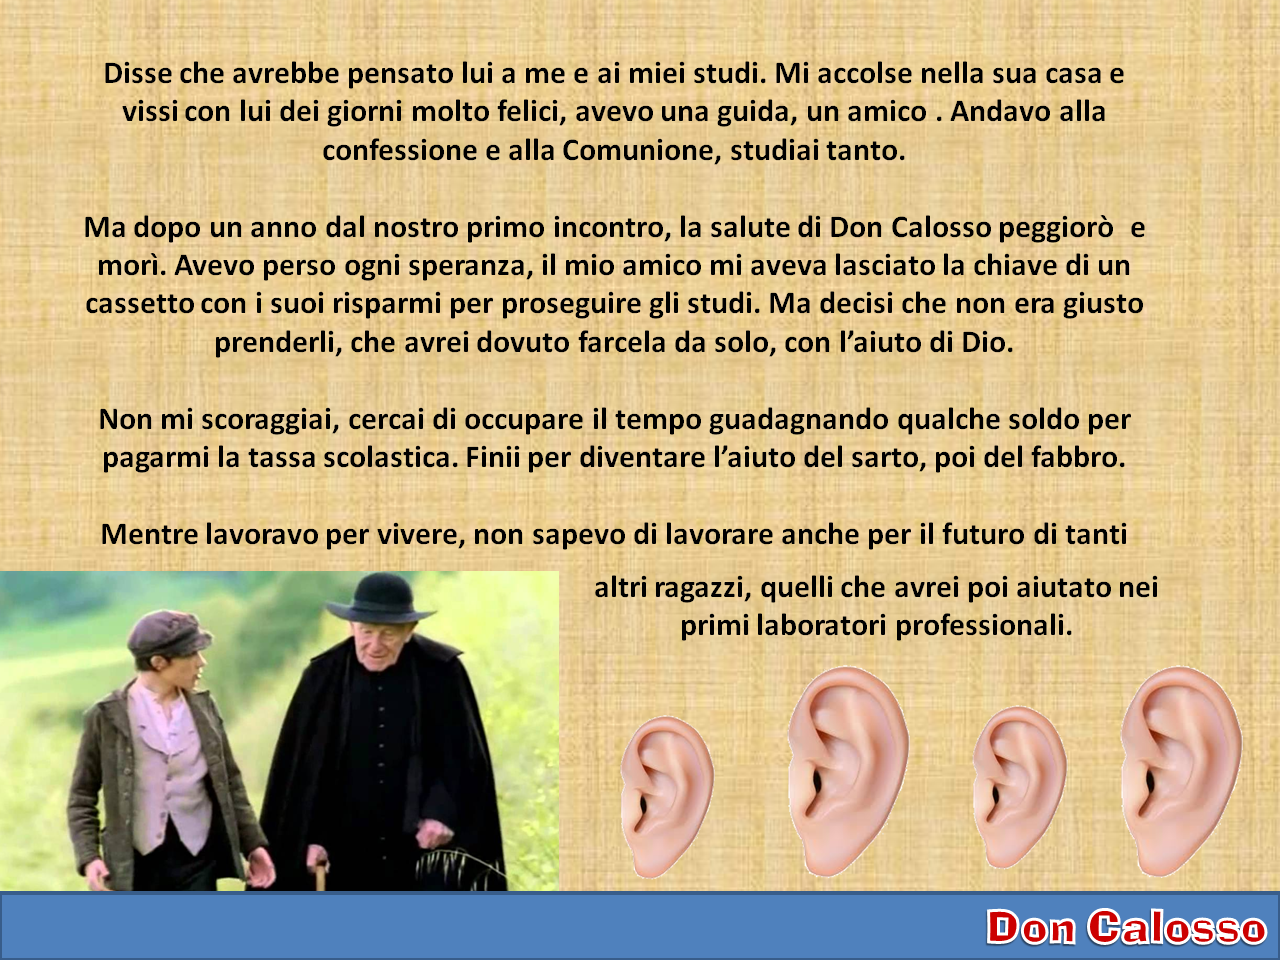 Disse che avrebbe pensato lui a me e ai miei studi. Mi accolse nella sua casa e
vissi con lui dei giorni molto felici, avevo una guida, un amico . Andavo alla
confessione e alla Comunione, studiai tanto.
Ma dopo un anno dal nostro primo incontro, la salute di Don Calosso peggiorò  e
morì. Avevo perso ogni speranza, il mio amico mi aveva lasciato la chiave di un
cassetto con i suoi risparmi per proseguire gli studi. Ma decisi che non era giusto
prenderli, che avrei dovuto farcela da solo, con l’aiuto di Dio.
Non mi scoraggiai, cercai di occupare il tempo guadagnando qualche soldo per
pagarmi la tassa scolastica. Finii per diventare l’aiuto del sarto, poi del fabbro.
Mentre lavoravo per vivere, non sapevo di lavorare anche per il futuro di tanti
altri ragazzi, quelli che avrei poi aiutato nei
primi laboratori professionali.
Don Calosso